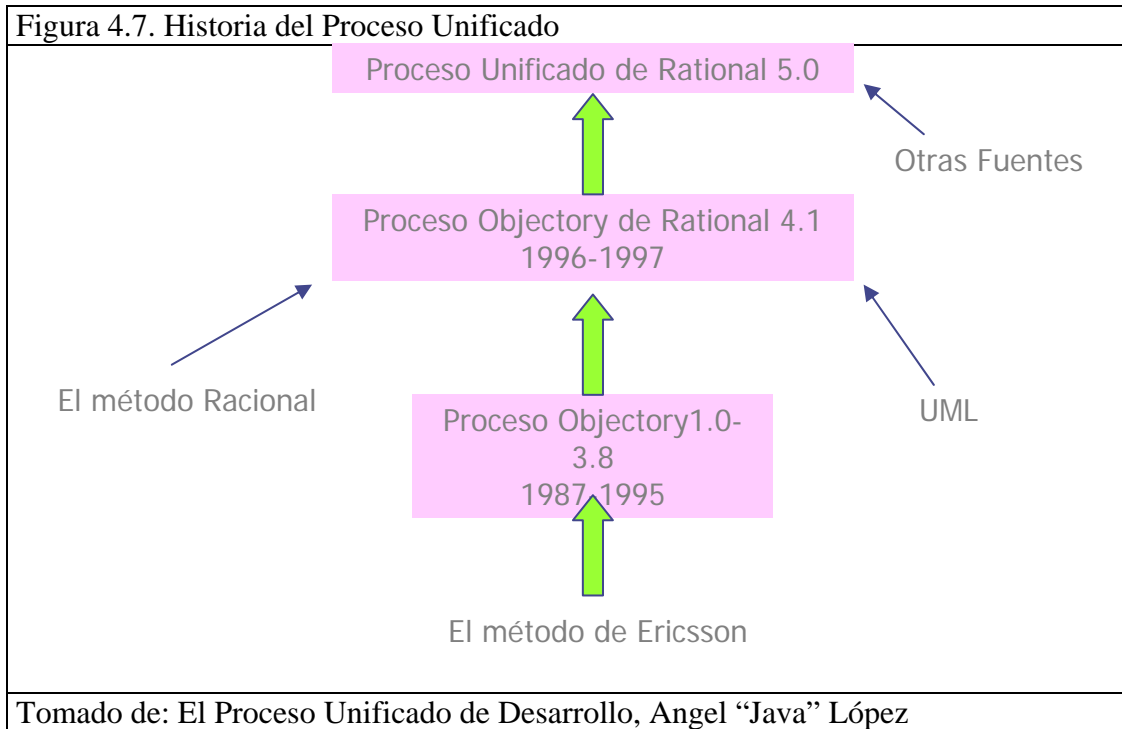 Figura 4.7. Historia del Proceso Unificado
Proceso Unificado de Rational 5.0
Otras Fuentes
Proceso Objectory de Rational 4.1
1996-1997
El método Racional
UML
Proceso Objectory1.0-
3.8
1987-1995
El método de Ericsson
Tomado de: El Proceso Unificado de Desarrollo, Angel “Java” López